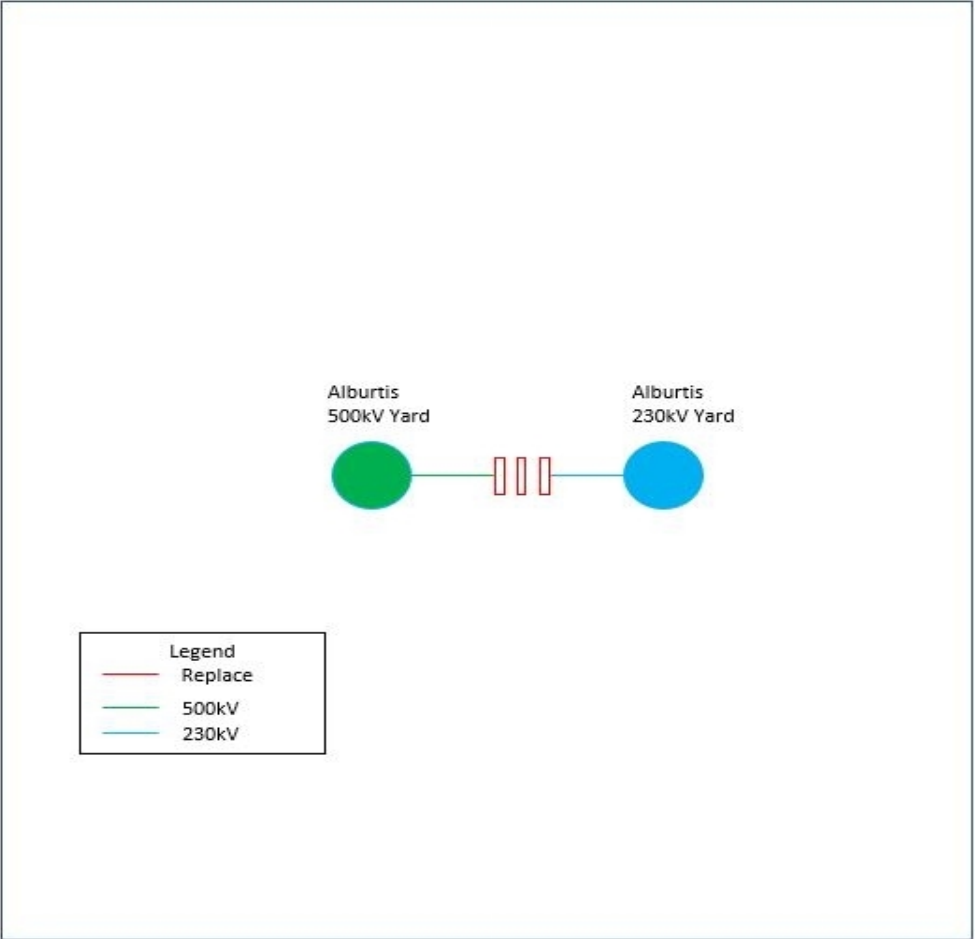 Alburtis
500kV Yard
Alburtis
230kV Yard
Legend
Replace
500kV
230kV